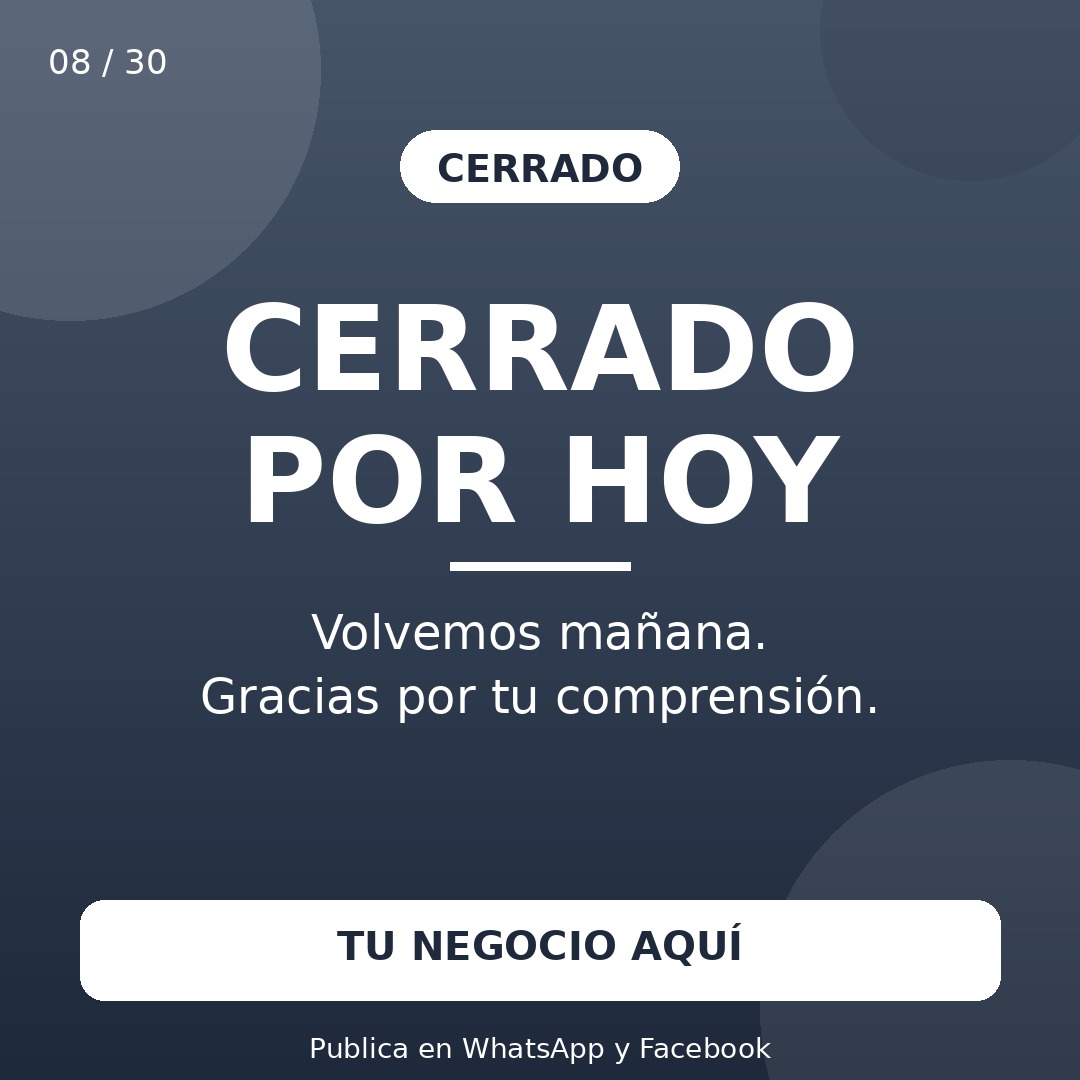 08 / 30
CERRADO
CERRADO
POR HOY
Volvemos mañana.
Gracias por tu comprensión.
TU NEGOCIO AQUÍ
Publica en WhatsApp y Facebook